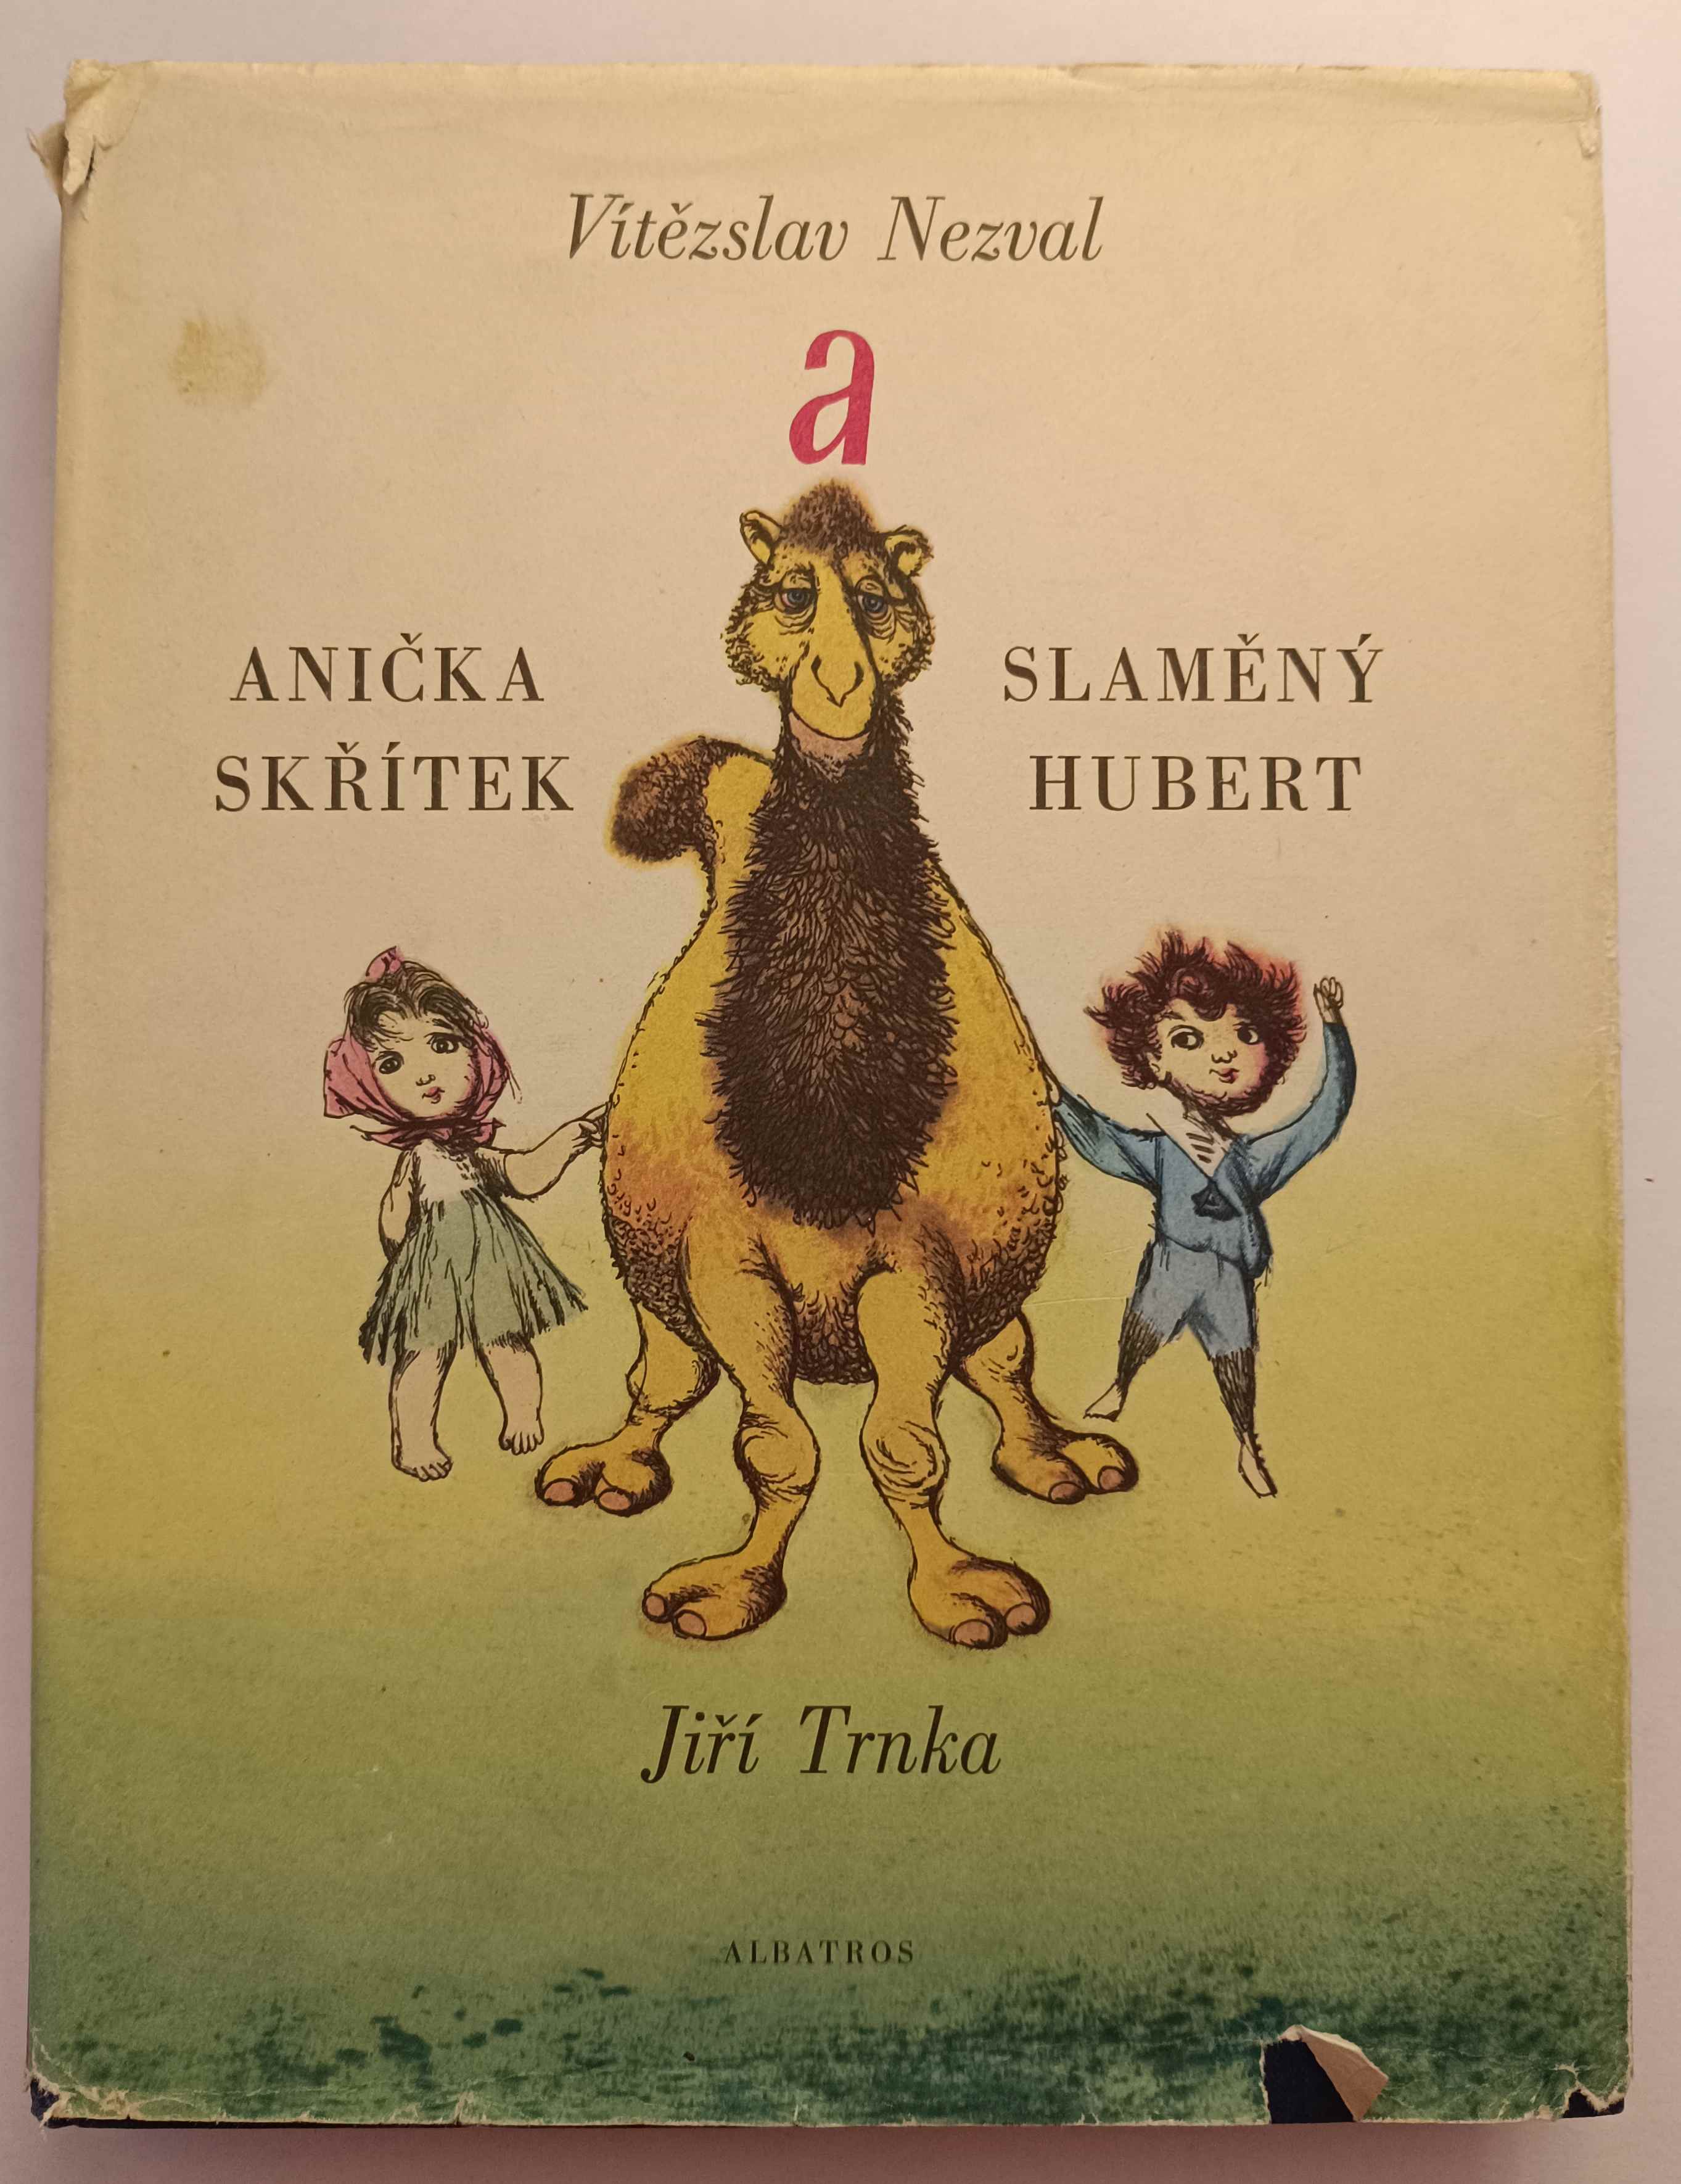 Vítězslav Nezval
a
ANIČKA
SKŘÍTEK
SLAMĚNÝ
HUBERT
Jiří Trnka
ALBATROS